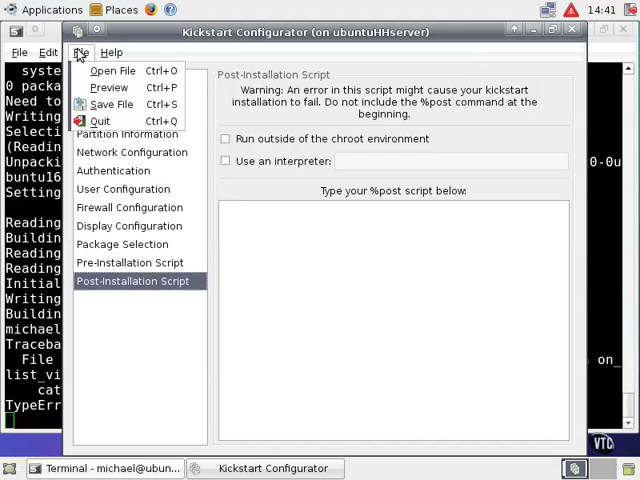 Applications Places 14:41
Kickstart Configurator (on ubuntuHHserver)
File Edit
Help
Open File Ctrl+O
Preview Ctrl+P
Save File Ctrl+S
Quit Ctrl+Q
Partition Information
Network Configuration
Authentication
User Configuration
Firewall Configuration
Display Configuration
Package Selection
Pre-Installation Script
Post-Installation Script
Post-Installation Script
Warning: An error in this script might cause your kickstart
installation to fail. Do not include the %post command at the
beginning.
Run outside of the chroot environment
Use an interpreter:
Type your %post script below:
syste
0 packa
Need to
Writing
Selecti
(Readin
Unpacki
0-0u
buntu16
Setting
Reading
Buildin
Reading
Reading
Initial
Writing
Buildin
michael
Traceba
File
on_
list_vi
cat
TypeErr
VTC
Terminal - michael@ubun...
Kickstart Configurator